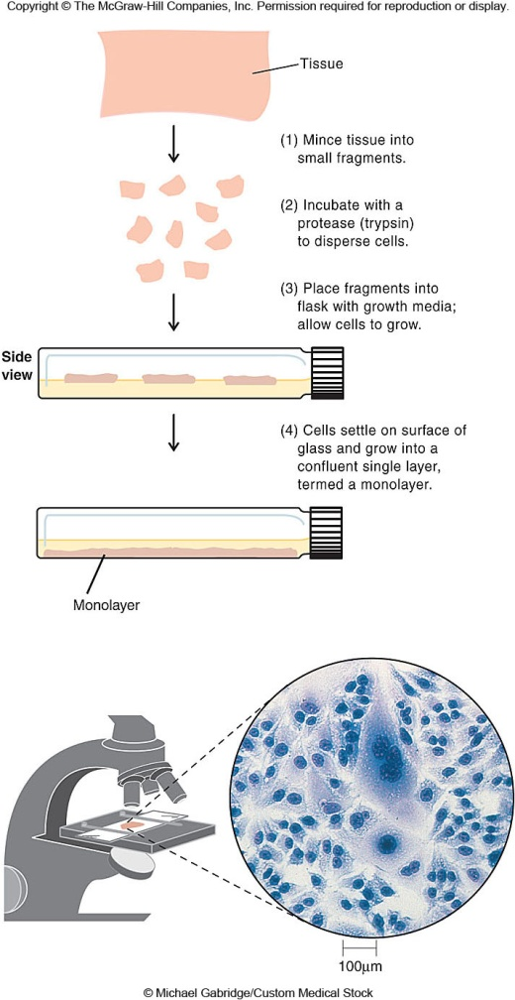 Copyright © The McGraw-Hill Companies, Inc. Permission required for reproduction or display.
Tissue
(1) Mince tissue into
small fragments.
(2) Incubate with a
protease (trypsin)
to disperse cells.
(3) Place fragments into
flask with growth media;
allow cells to grow.
Side
view
(4) Cells settle on surface of
glass and grow into a
confluent single layer,
termed a monolayer.
Monolayer
100µm
© Michael Gabridge/Custom Medical Stock